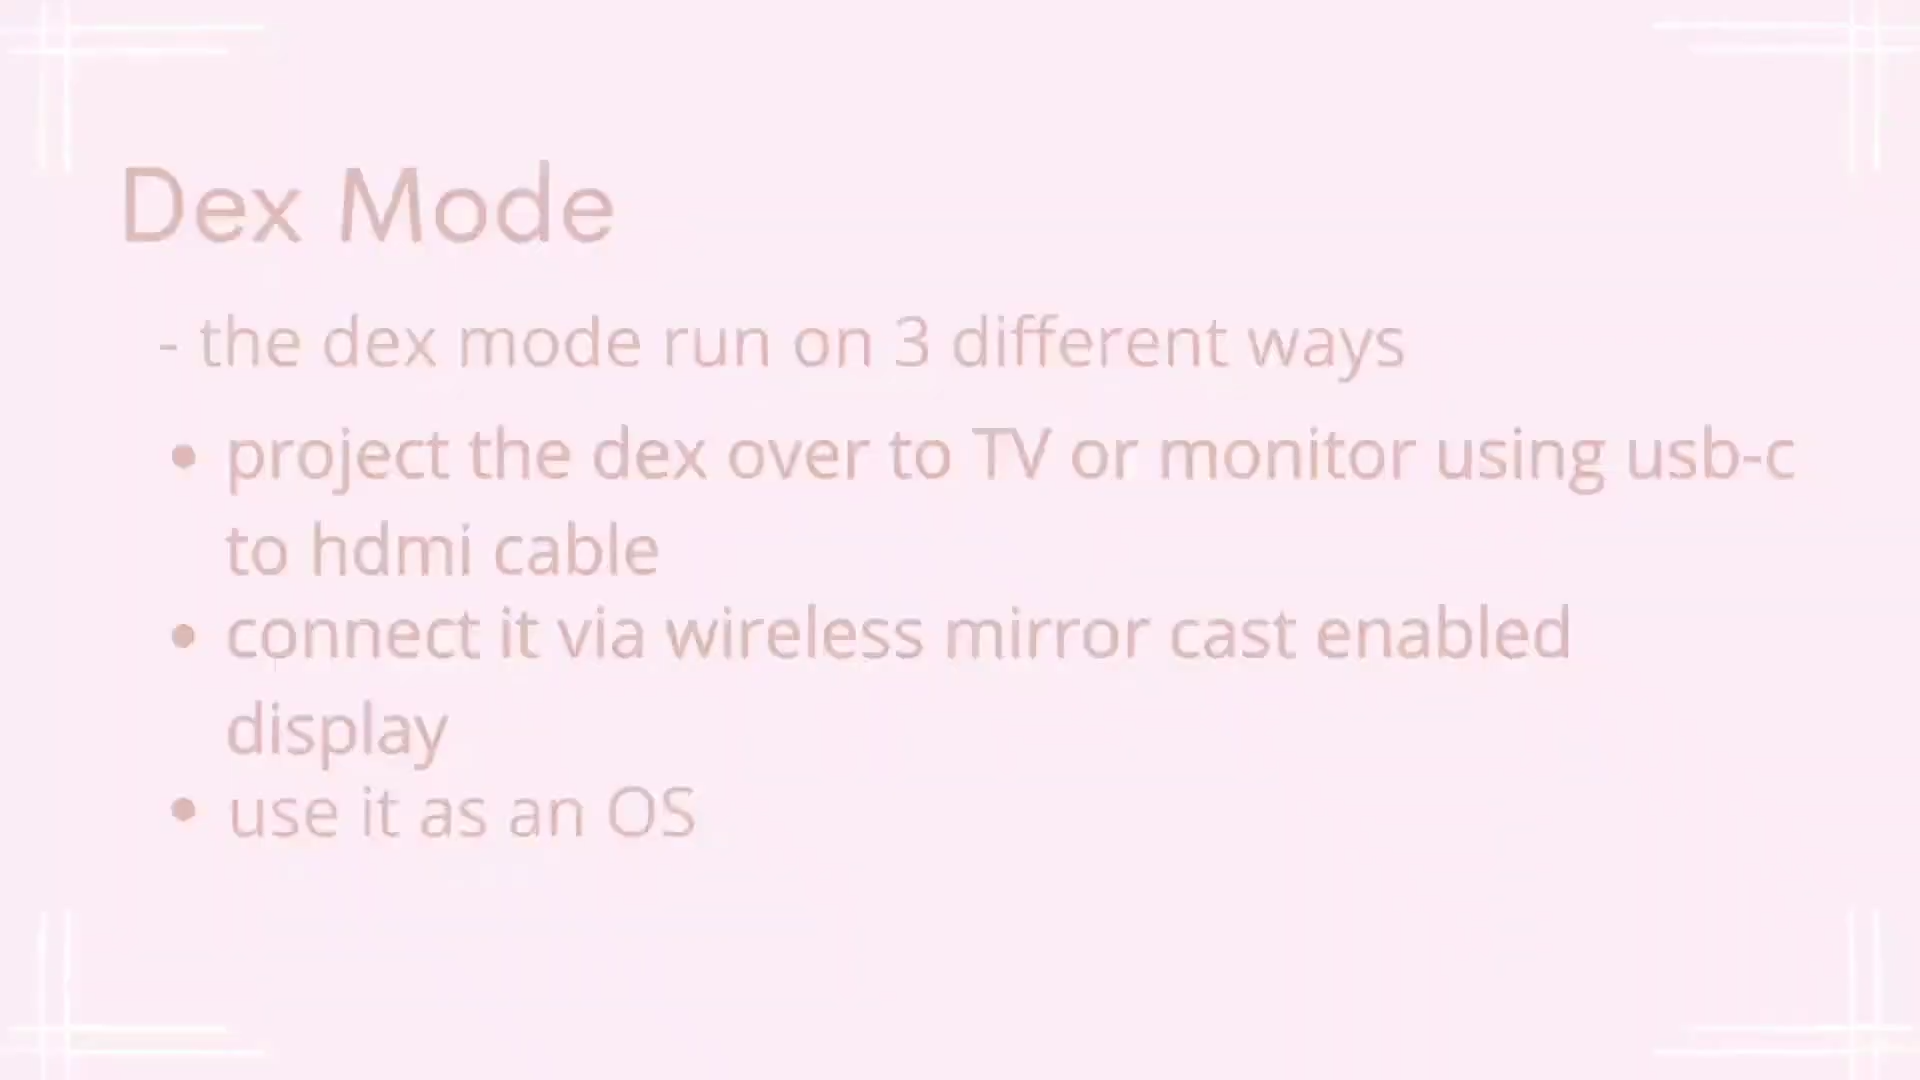 Dex Mode
- the dex mode run on 3 different ways
• project the dex over to TV or monitor using usb-c
to hdmi cable
• connect it via wireless mirror cast enabled
display
• use it as an OS